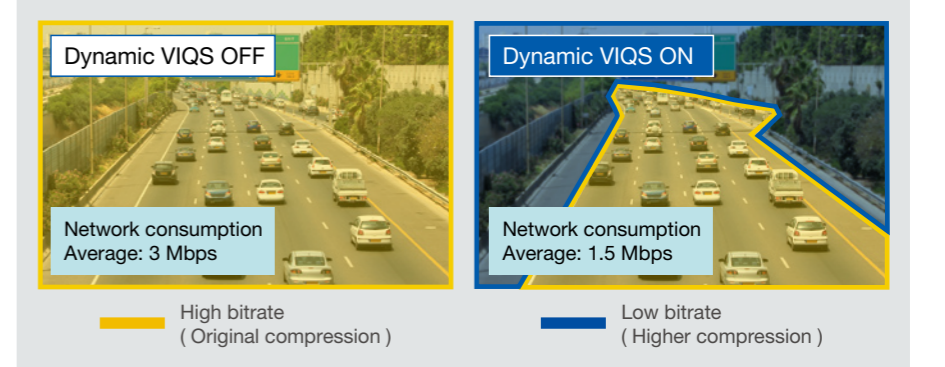 Dynamic VIQS OFF
Network consumption
Average: 3 Mbps
Dynamic VIQS ON
Network consumption
Average: 1.5 Mbps
High bitrate
( Original compression )
Low bitrate
( Higher compression )